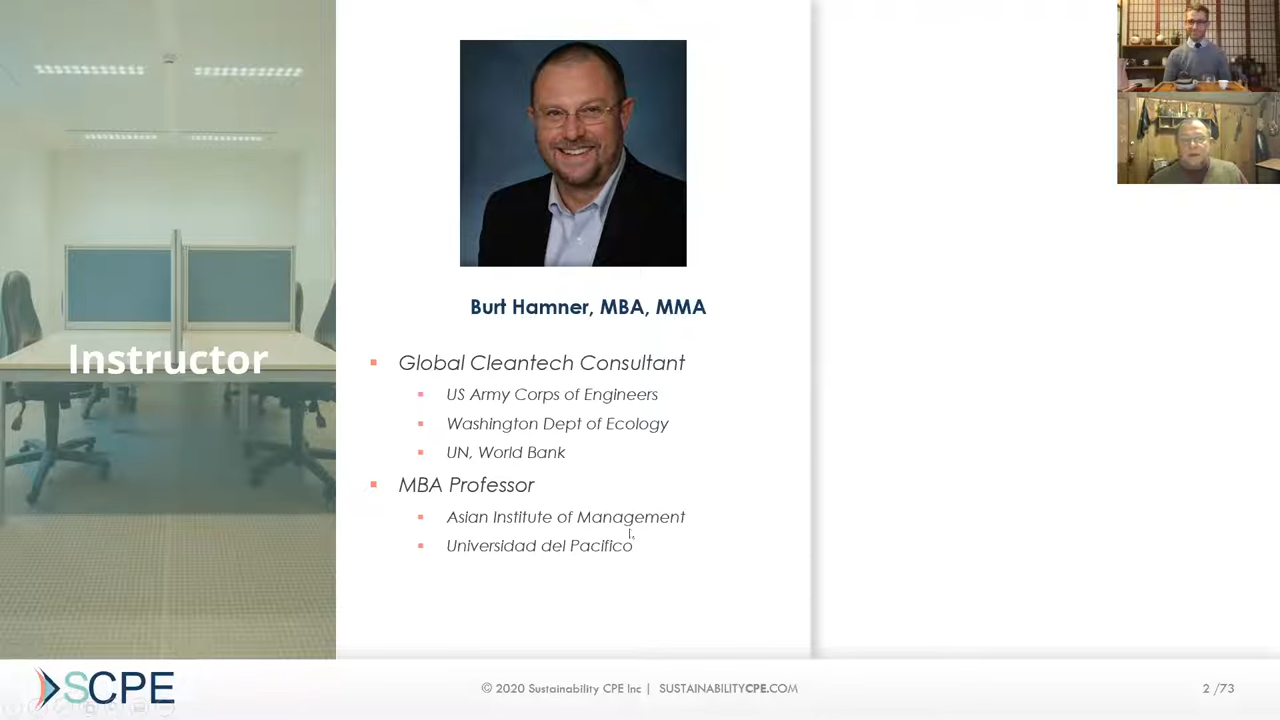 Instructor
Burt Hamner, MBA, MMA
Global Cleantech Consultant
US Army Corps of Engineers
Washington Dept of Ecology
UN, World Bank
MBA Professor
Asian Institute of Management
Universidad del Pacifico
SCPE
© 2020 Sustainability CPE Inc | SUSTAINABILITYCPE.COM
2 /73